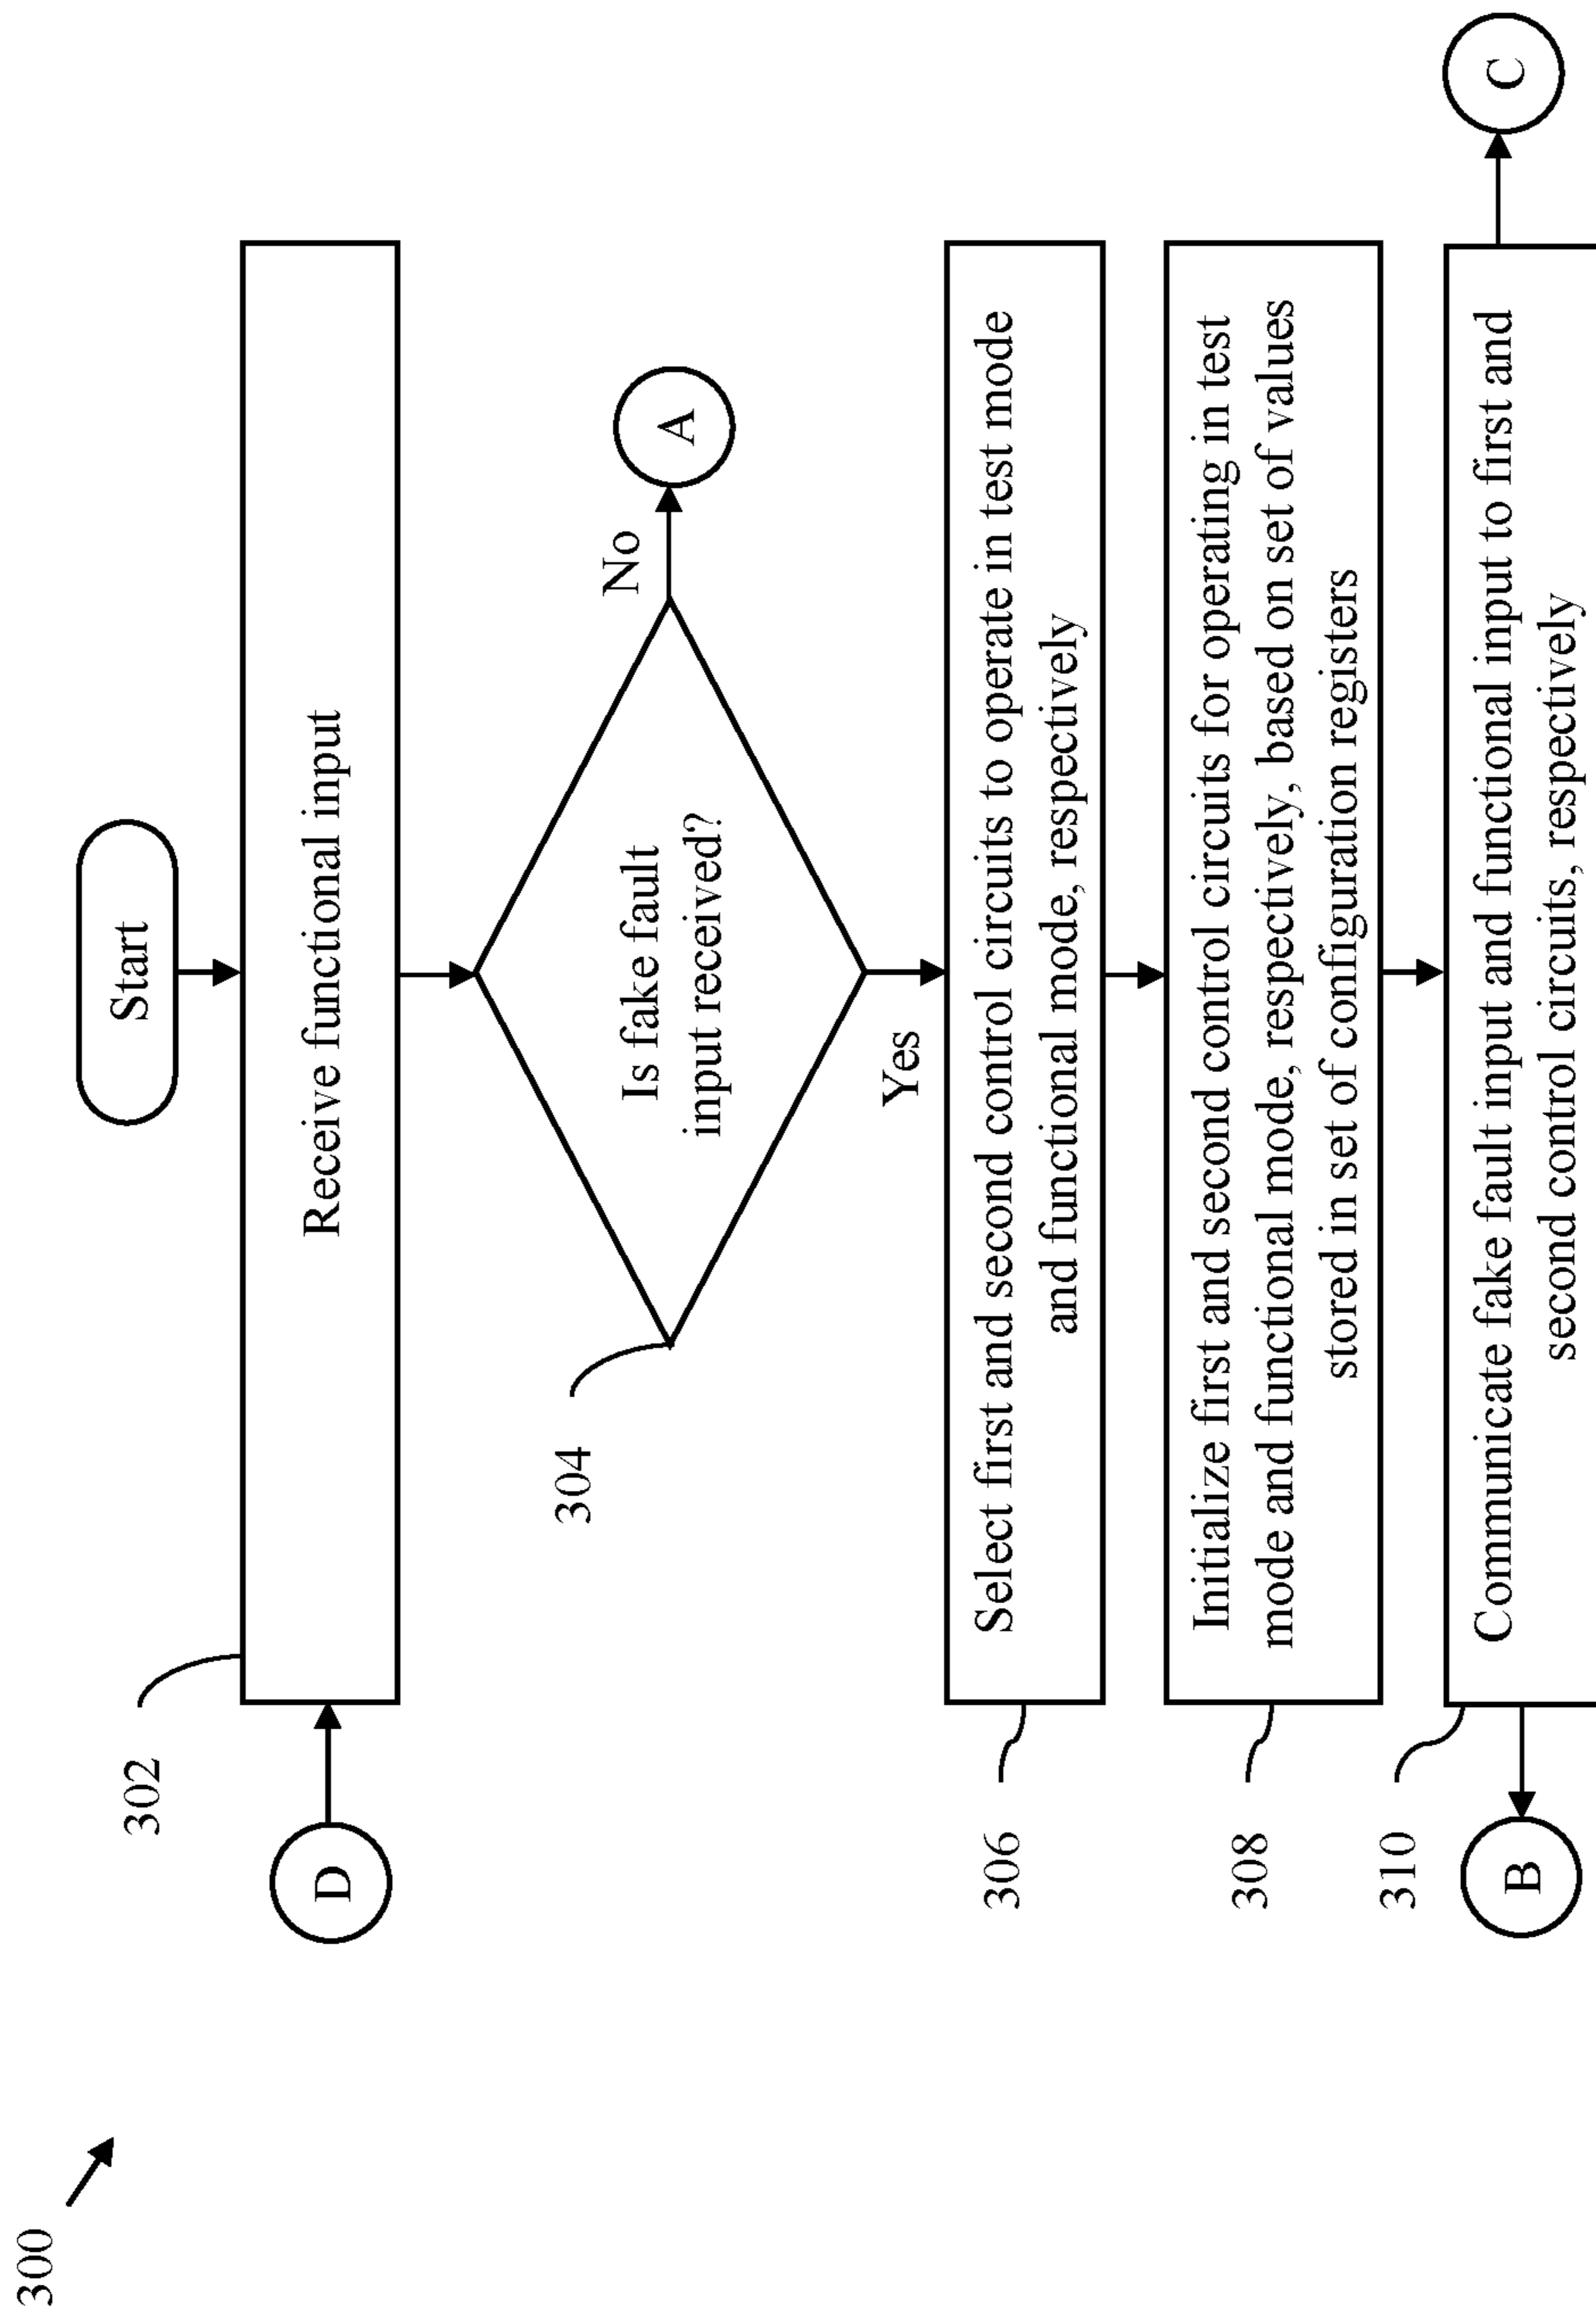 300
Start
302
D
Receive functional input
304
Is fake fault
input received?
No
A
Yes
306
Select first and second control circuits to operate in test mode
and functional mode, respectively
308
Initialize first and second control circuits for operating in test
mode and functional mode, respectively, based on set of values
stored in set of configuration registers
310
Communicate fake fault input and functional input to first and
second control circuits, respectively
B
C